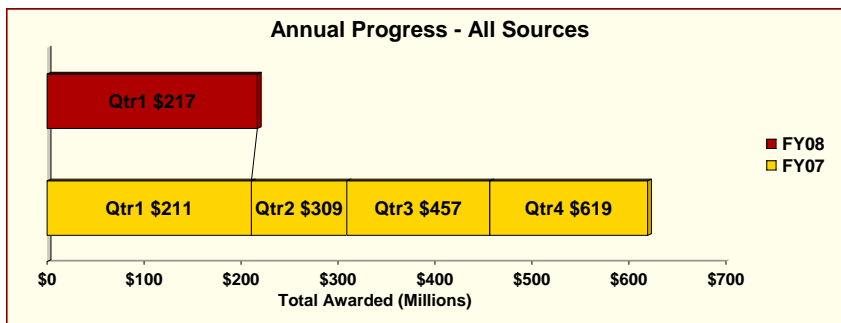 Annual Progress - All Sources
Qtr1 $217
FY08
FY07
Qtr1 $211 Qtr2 $309 Qtr3 $457 Qtr4 $619
$0 $100 $200 $300 $400 $500 $600 $700
Total Awarded (Millions)